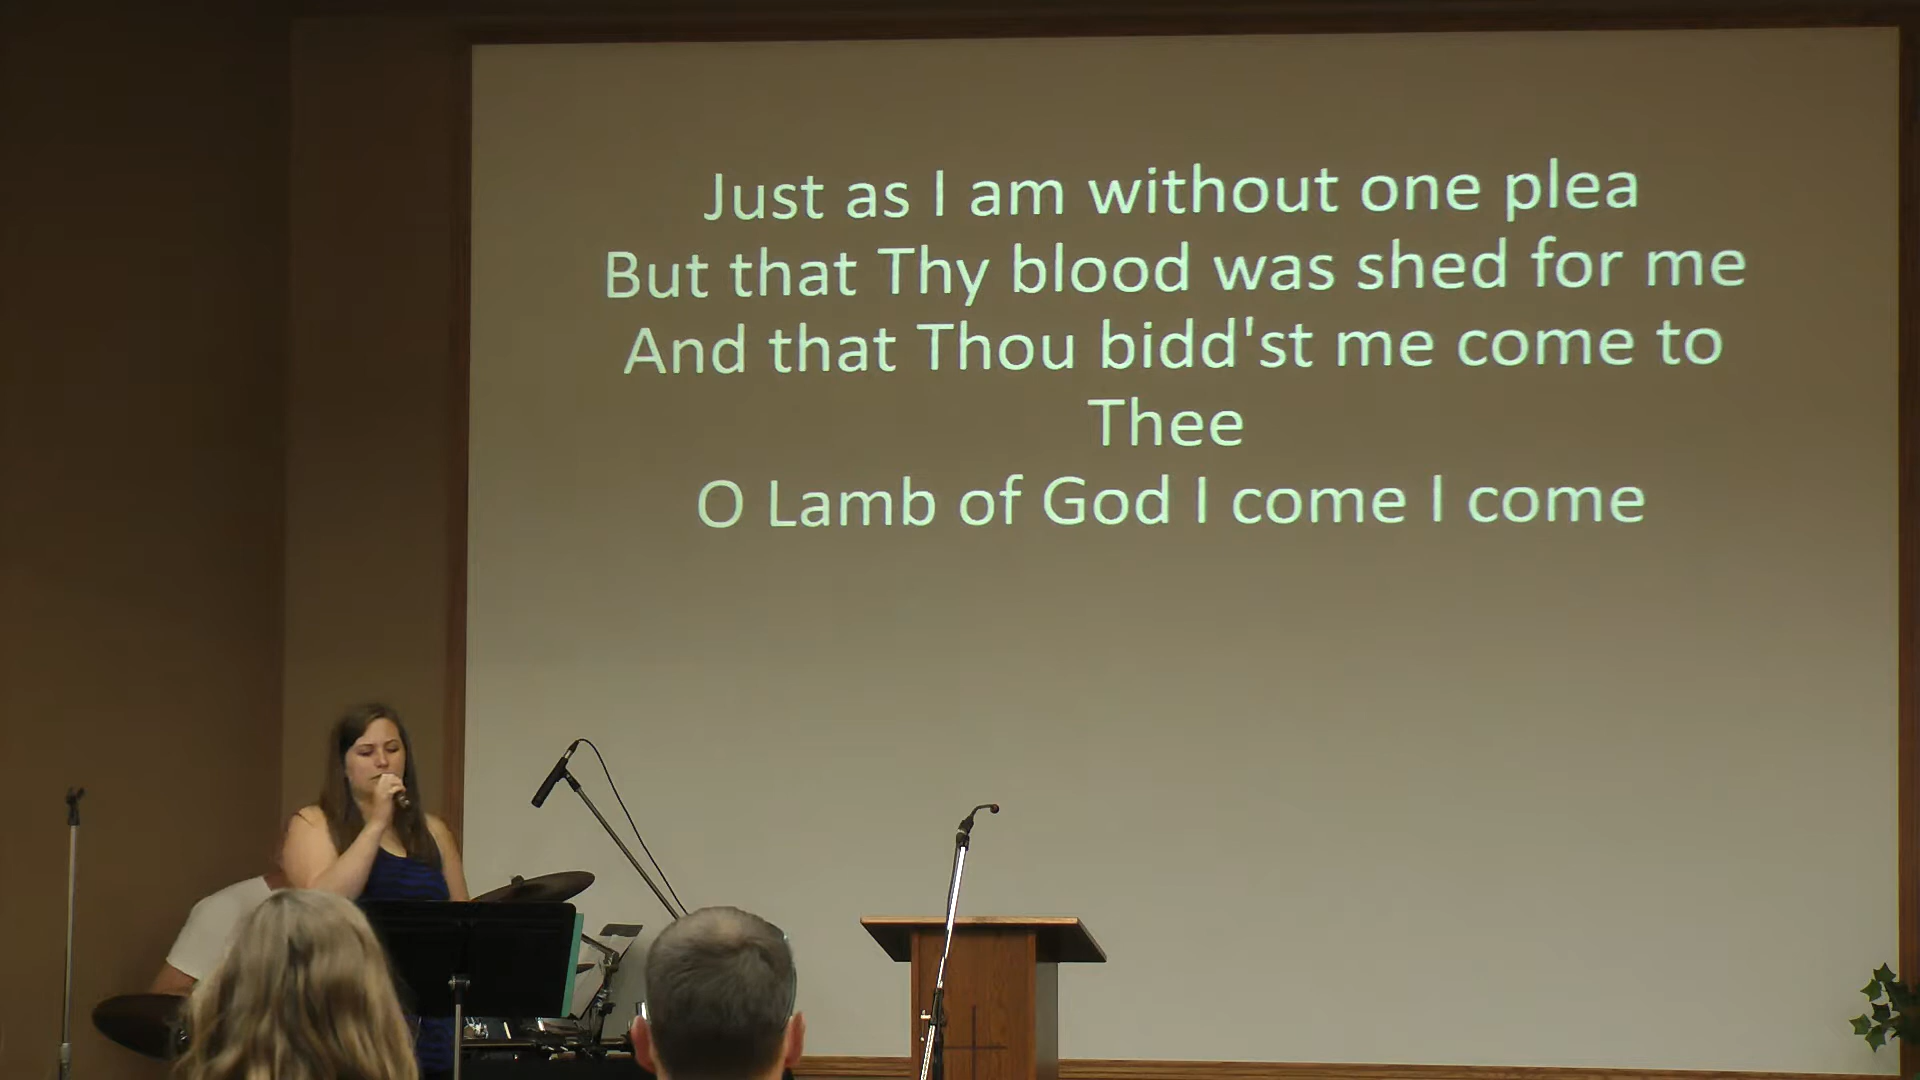 Just as I am without one plea
But that Thy blood was shed for me
And that Thou bidd'st me come to
Thee
O Lamb of God I come I come